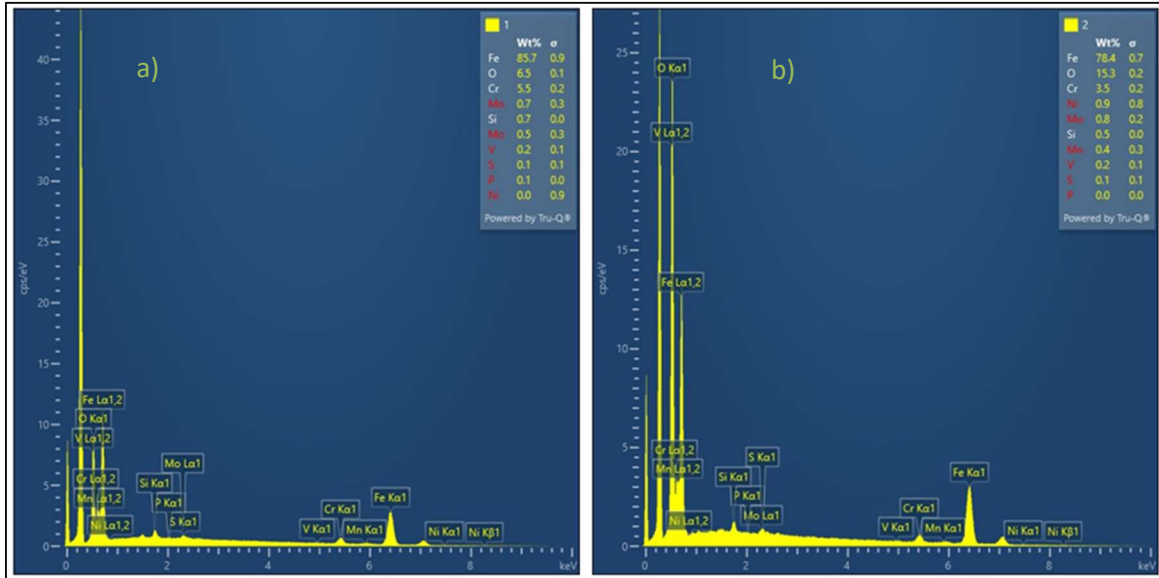 a)
1
Wt% σ
Fe 85.7 0.9
O 6.5 0.1
Cr 5.5 0.2
Mn 0.7 0.3
Si 0.7 0.0
Mo 0.5 0.3
V 0.2 0.1
S 0.1 0.1
P 0.1 0.0
Ni 0.0 0.9
Powered by Tru-Q®
cps/eV
40
35
30
25
20
15
10
5
0
Fe Lα1,2
O Kα1
V Lα1,2
Cr Lα1,2
Mn Lα1,2
Ni Lα1,2
Mo Lα1
Si Kα1
P Kα1
S Kα1
V Kα1
Cr Kα1
Mn Kα1
Fe Kα1
Ni Kα1
Ni Kβ1
0 2 4 6 8 keV
b)
2
Wt% σ
Fe 78.4 0.7
O 15.3 0.2
Cr 3.5 0.2
Ni 0.9 0.8
Mo 0.8 0.2
Si 0.5 0.0
Mn 0.4 0.3
V 0.2 0.1
S 0.1 0.1
P 0.0 0.0
Powered by Tru-Q®
cps/eV
25
20
15
10
5
0
O Kα1
V Lα1,2
Fe Lα1,2
Cr Lα1,2
Mn Lα1,2
Ni Lα1,2
S Kα1
Si Kα1
P Kα1
Mo Lα1
V Kα1
Cr Kα1
Mn Kα1
Fe Kα1
Ni Kα1
Ni Kβ1
0 2 4 6 8 keV